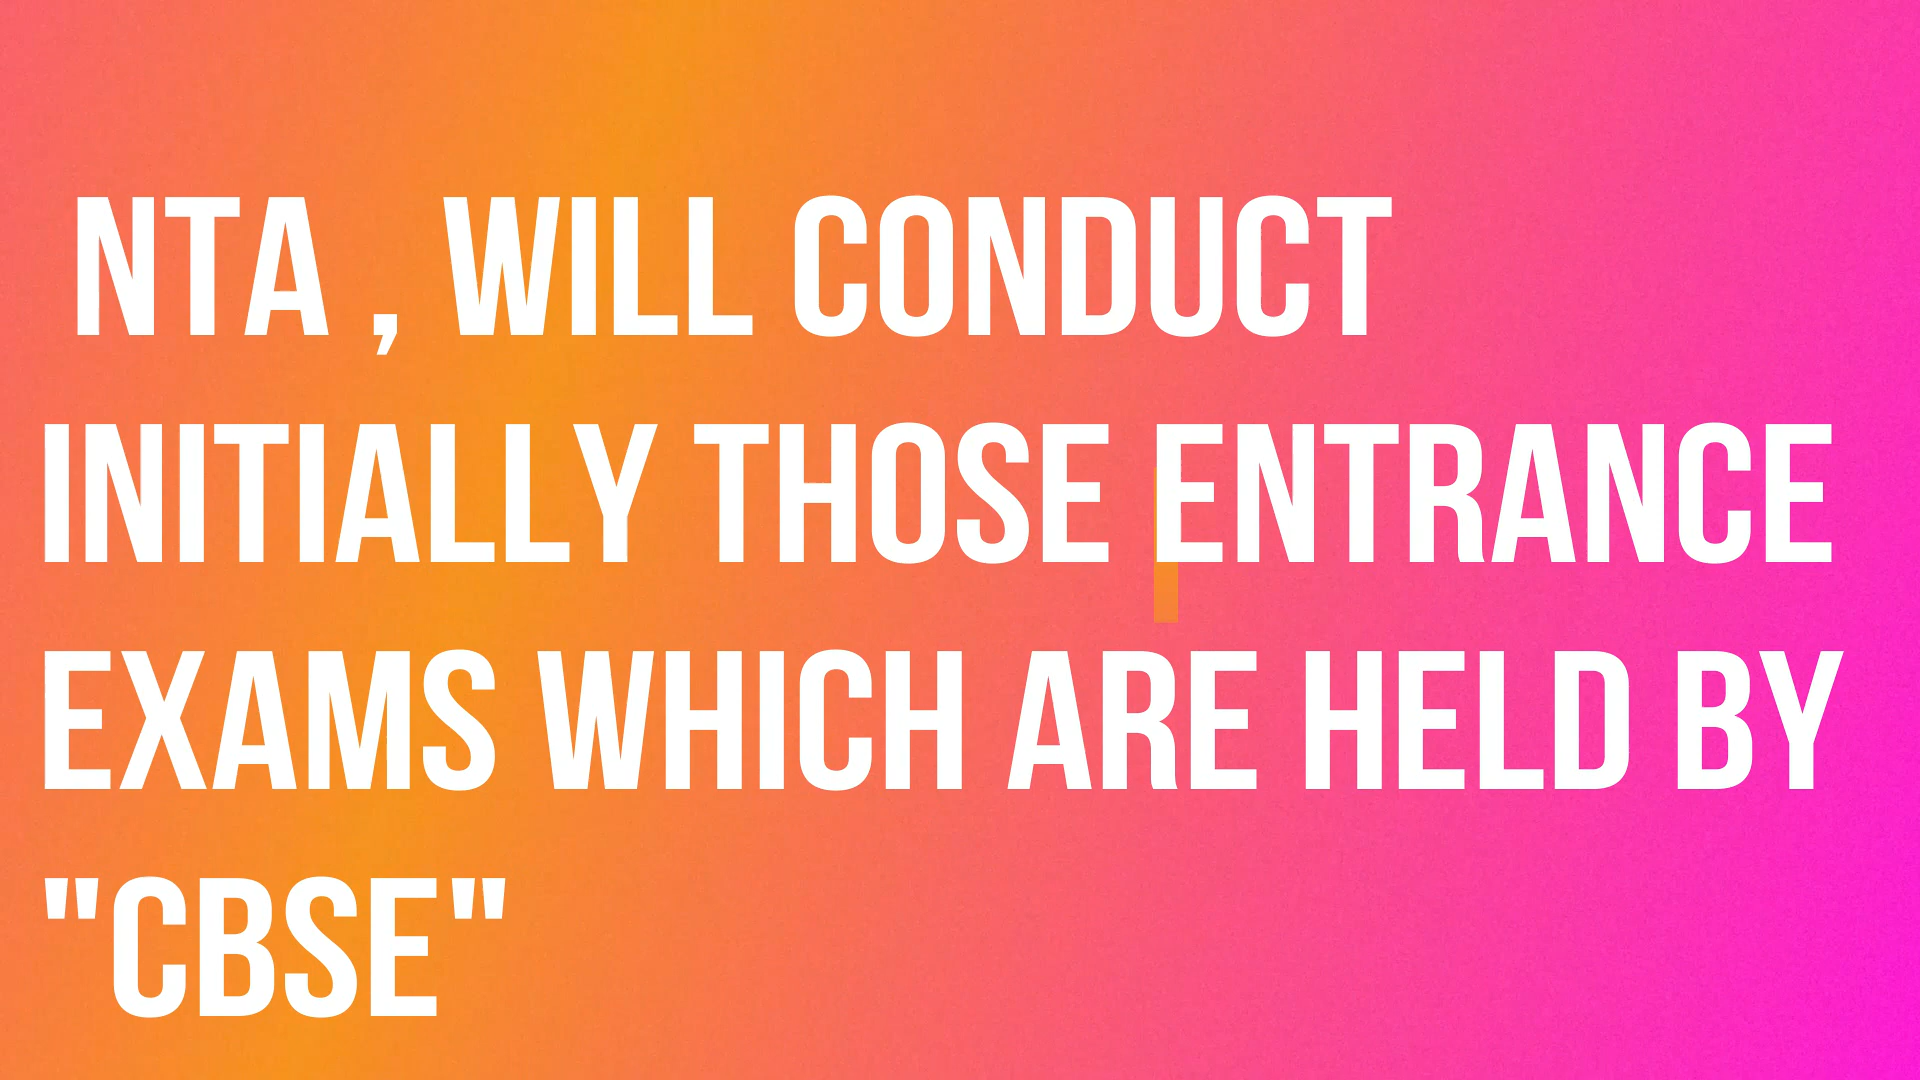 NTA , WILL CONDUCT
INITIALLY THOSE ENTRANCE
EXAMS WHICH ARE HELD BY
"CBSE"